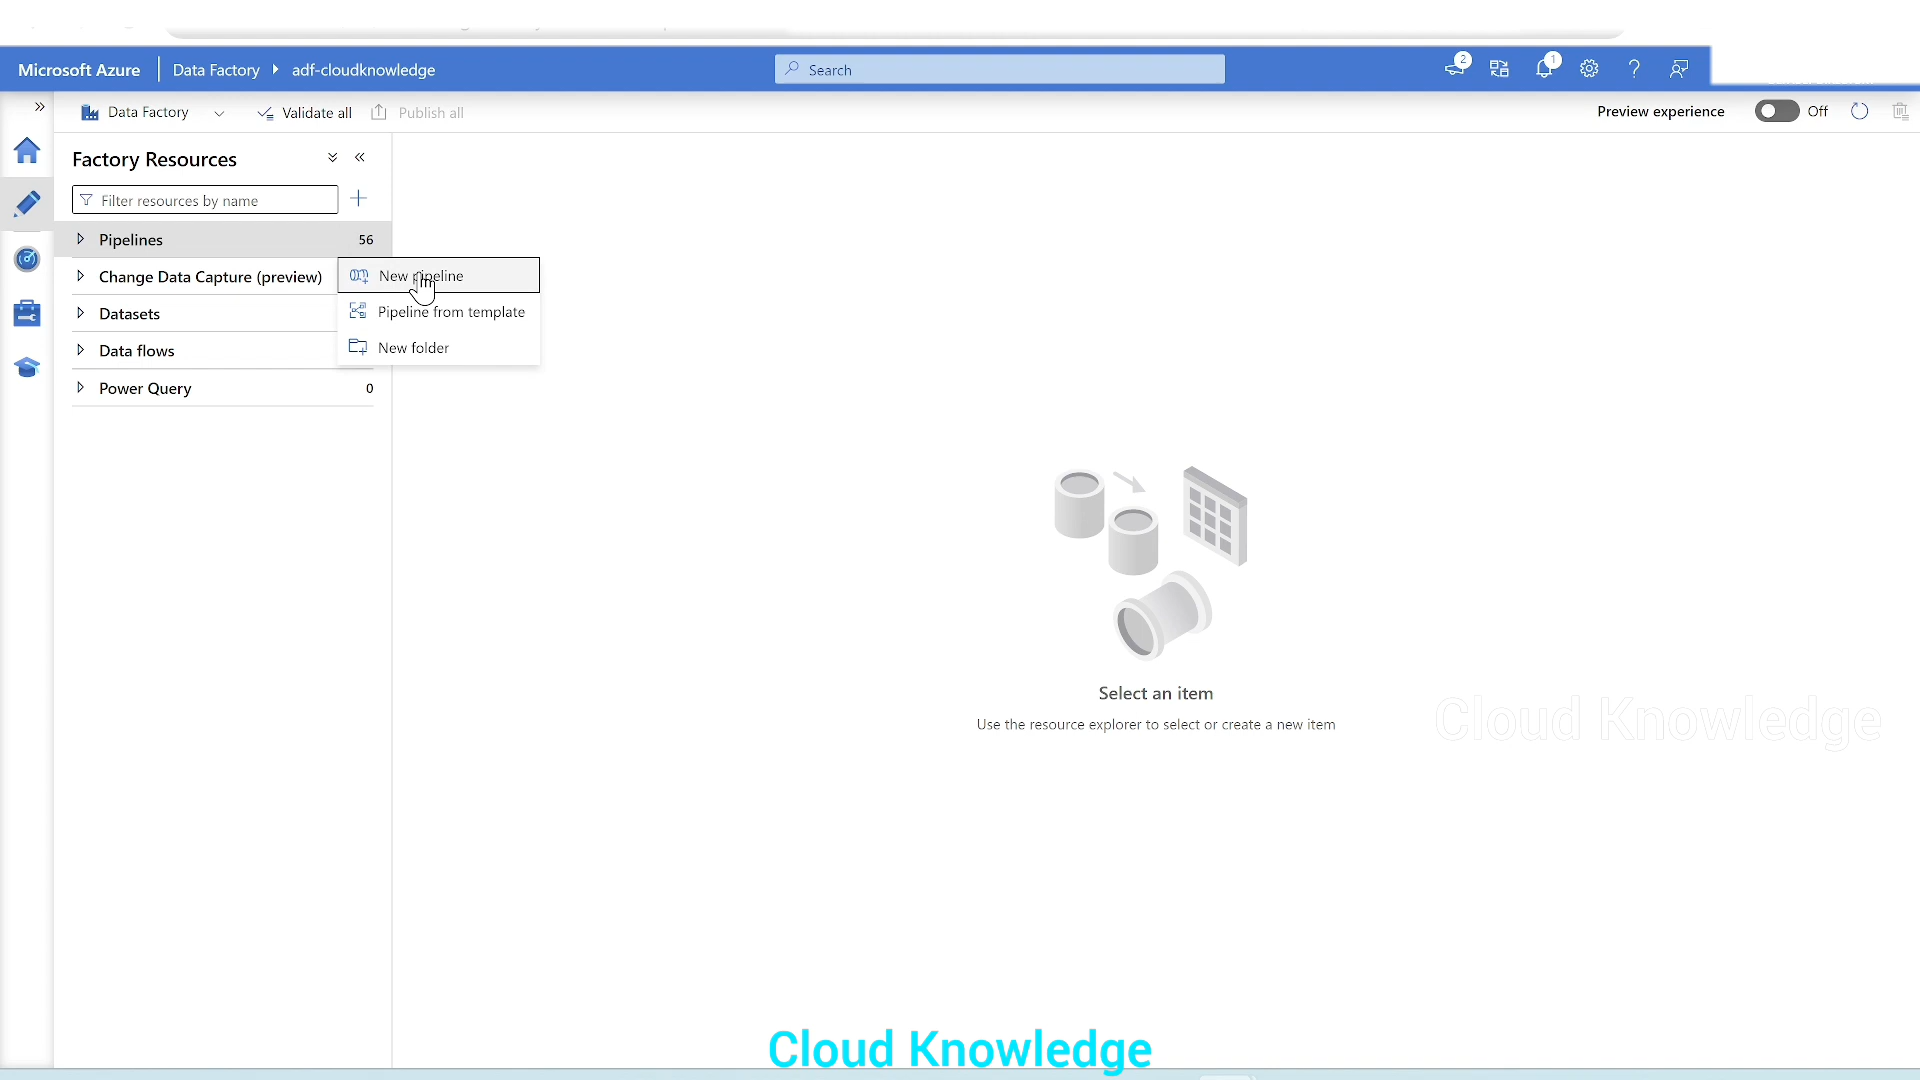 Microsoft Azure
Data Factory
adf-cloudknowledge
Search
2
1
Data Factory
Validate all
Publish all
Preview experience
Off
Factory Resources
Filter resources by name
Pipelines
56
Change Data Capture (preview)
Datasets
Data flows
Power Query
0
New pipeline
Pipeline from template
New folder
Select an item
Use the resource explorer to select or create a new item
Cloud Knowledge
Cloud Knowledge